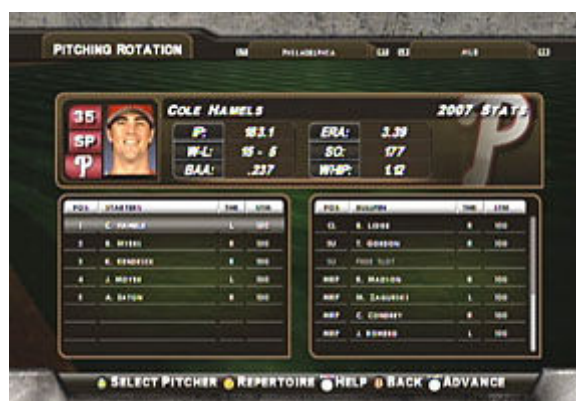 PITCHING ROTATION PHILADELPHIA
35 COLE HAMELS 2007 STATS
SP IP: 183.1 ERA: 3.39
W-L: 15 - 5 SO: 177
P BAA: .237 WHIP: 1.12
POS STARTERS THR STM POS BULLPEN THR STM
1 C. HAMELS L 100 CL B. LIDGE R 100
2 B. MYERS R 100 SU T. GORDON R 100
3 K. KENDRICK R 100 SU FREE SLOT
4 J. MOYER L 100 MRP R. MADSON R 100
5 A. EATON R 100 MRP M. ZAGURSKI L 100
MRP C. CONDREY R 100
MRP J. ROMERO L 100
SELECT PITCHER REPERTOIRE HELP BACK ADVANCE